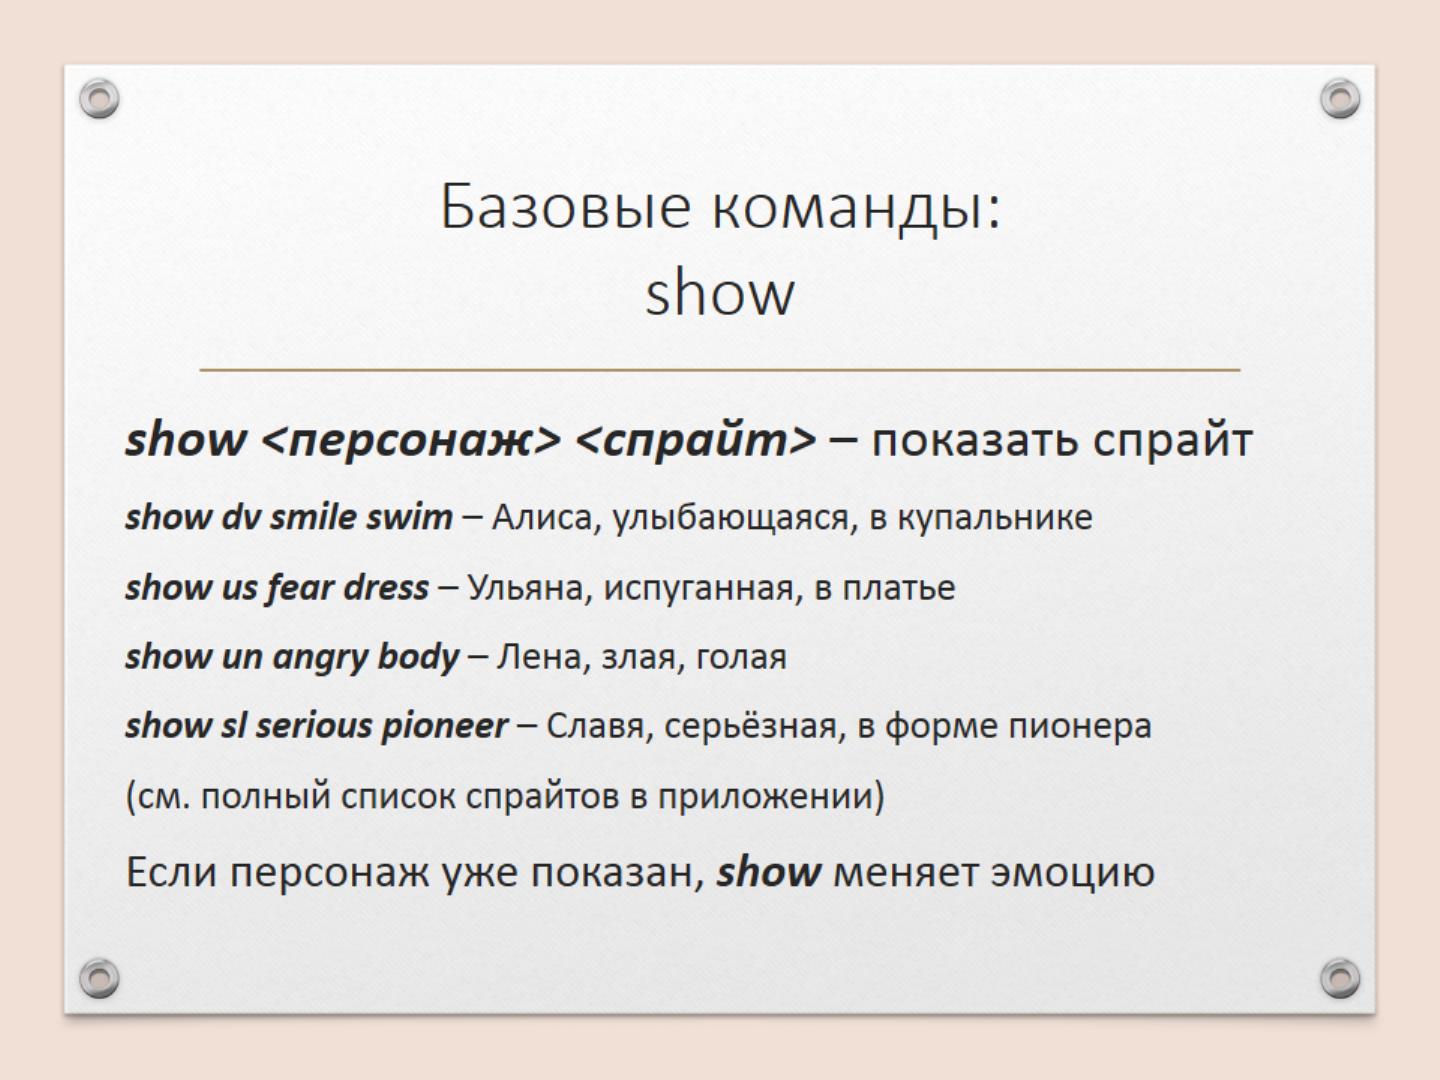 Базовые команды:
show
show <персонаж> <спрайт> – показать спрайт
show dv smile swim – Алиса, улыбающаяся, в купальнике
show us fear dress – Ульяна, испуганная, в платье
show un angry body – Лена, злая, голая
show sl serious pioneer – Славя, серьёзная, в форме пионера
(см. полный список спрайтов в приложении)
Если персонаж уже показан, show меняет эмоцию